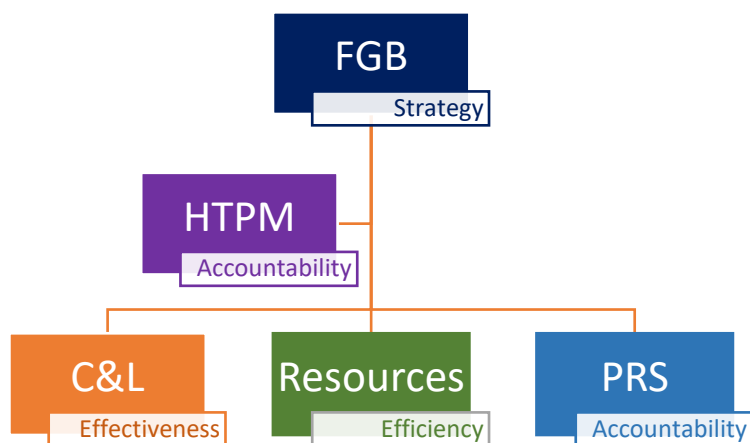 FGB
Strategy
HTPM
Accountability
C&L
Effectiveness
Resources
Efficiency
PRS
Accountability